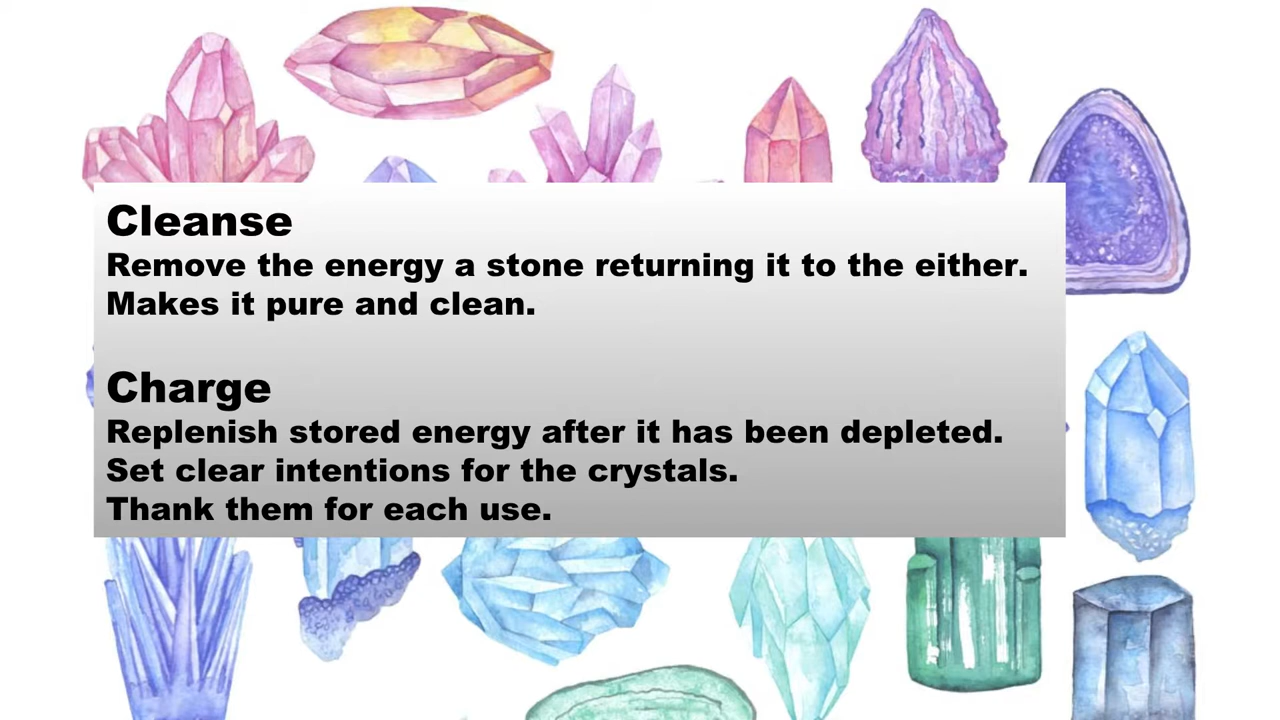 Cleanse
Remove the energy a stone returning it to the either.
Makes it pure and clean.
Charge
Replenish stored energy after it has been depleted.
Set clear intentions for the crystals.
Thank them for each use.